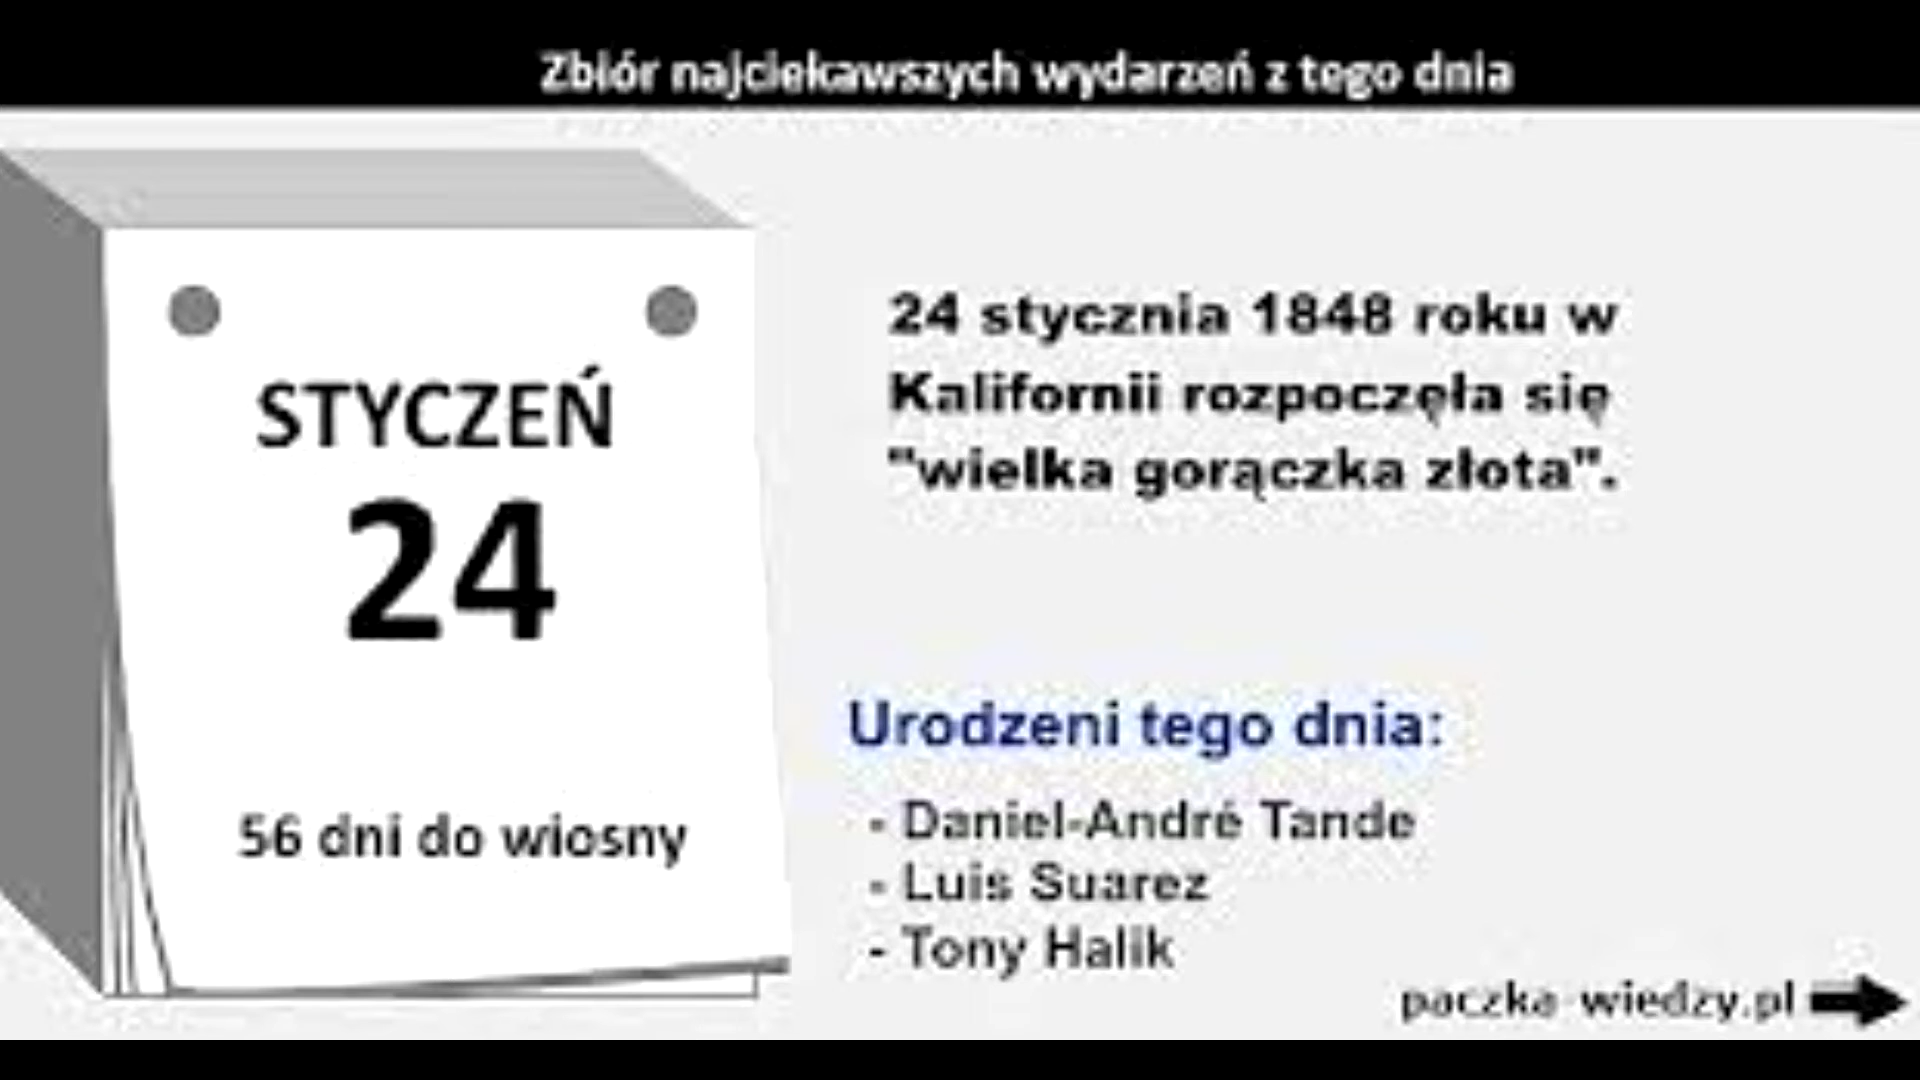 Zbiór najciekawszych wydarzeń z tego dnia
STYCZEŃ
24
56 dni do wiosny
24 stycznia 1848 roku w
Kalifornii rozpoczęła się
"wielka gorączka złota".
Urodzeni tego dnia:
- Daniel-André Tande
- Luis Suarez
- Tony Halik
paczka-wiedzy.pl